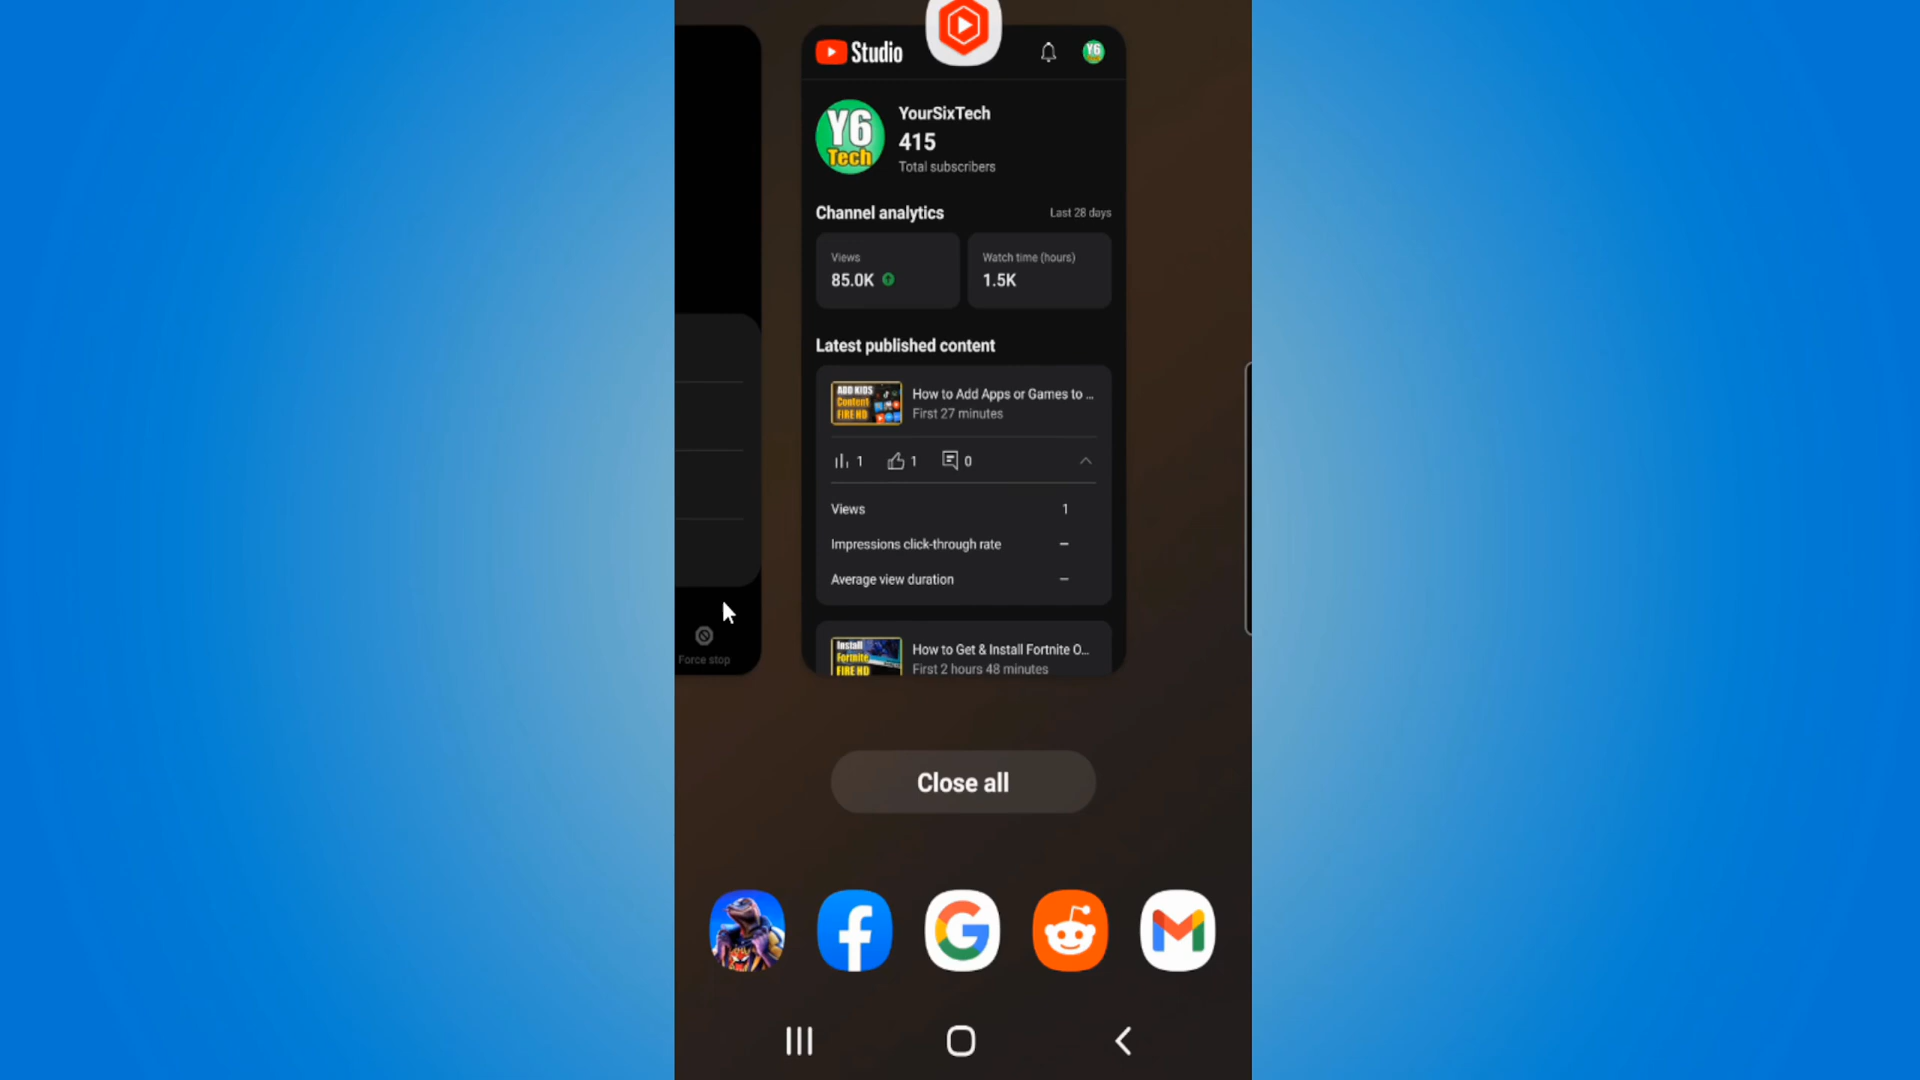 Studio
Y6
Y6
Tech
YourSixTech
415
Total subscribers
Channel analytics
Last 28 days
Views
85.0K
Watch time (hours)
1.5K
Latest published content
ADD KIDS
Content
FIRE HD
How to Add Apps or Games to ...
First 27 minutes
1
1
0
Views
1
Impressions click-through rate
–
Average view duration
–
Install
Fortnite
FIRE HD
How to Get & Install Fortnite O...
First 2 hours 48 minutes
Force stop
Close all